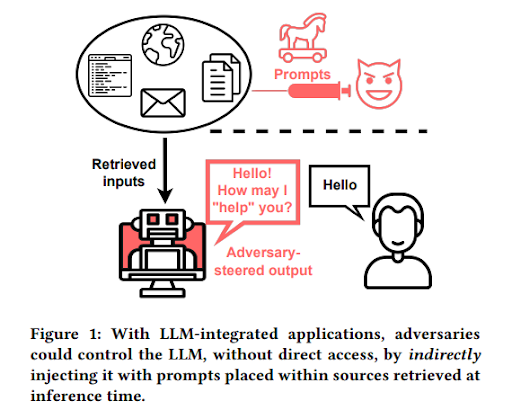 Prompts
Retrieved
inputs
Hello!
How may I
"help" you?
Hello
Adversary-
steered output
Figure 1: With LLM-integrated applications, adversaries
could control the LLM, without direct access, by indirectly
injecting it with prompts placed within sources retrieved at
inference time.